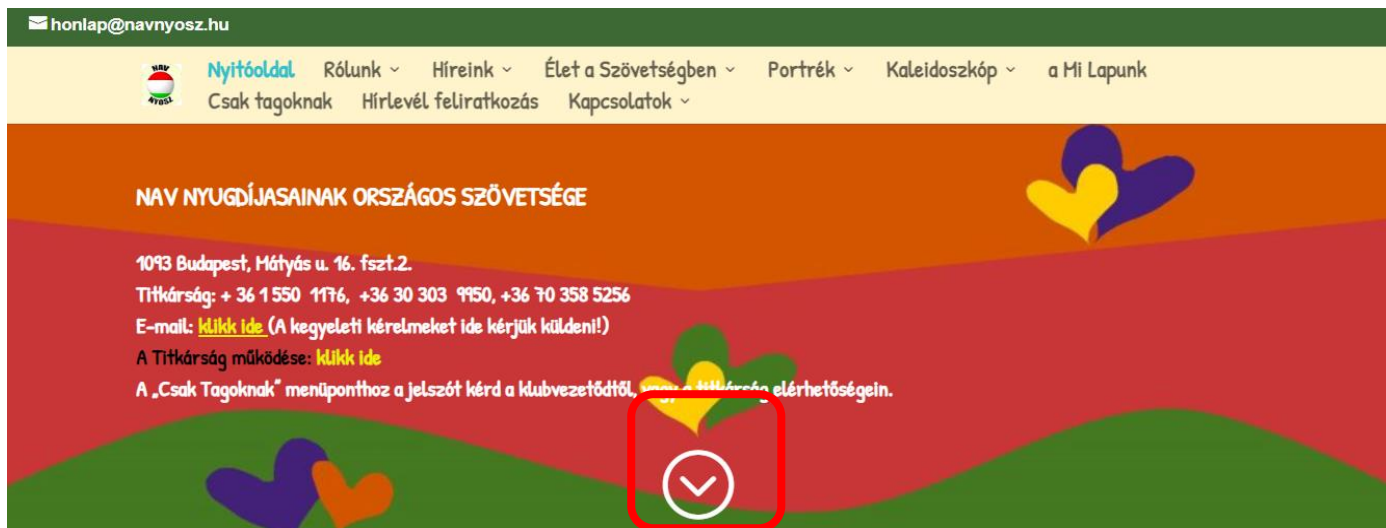 honlap@navnyosz.hu
NAV
NYOSZ
Nyitóoldal Rólunk Híreink Élet a Szövetségben Portrék Kaleidoszkóp a Mi Lapunk
Csak tagoknak Hírlevél feliratkozás Kapcsolatok
NAV NYUGDÍJASAINAK ORSZÁGOS SZÖVETSÉGE
1093 Budapest, Mátyás u. 16. fszt.2.
Titkárság: + 36 1 550 1176, +36 30 303 9950, +36 70 358 5256
E-mail: klikk ide (A kegyeleti kérelmeket ide kérjük küldeni!)
A Titkárság működése: klikk ide
A „Csak Tagoknak" menüponthoz a jelszót kérd a klubvezetődtől, vagy a titkárság elérhetőségein.